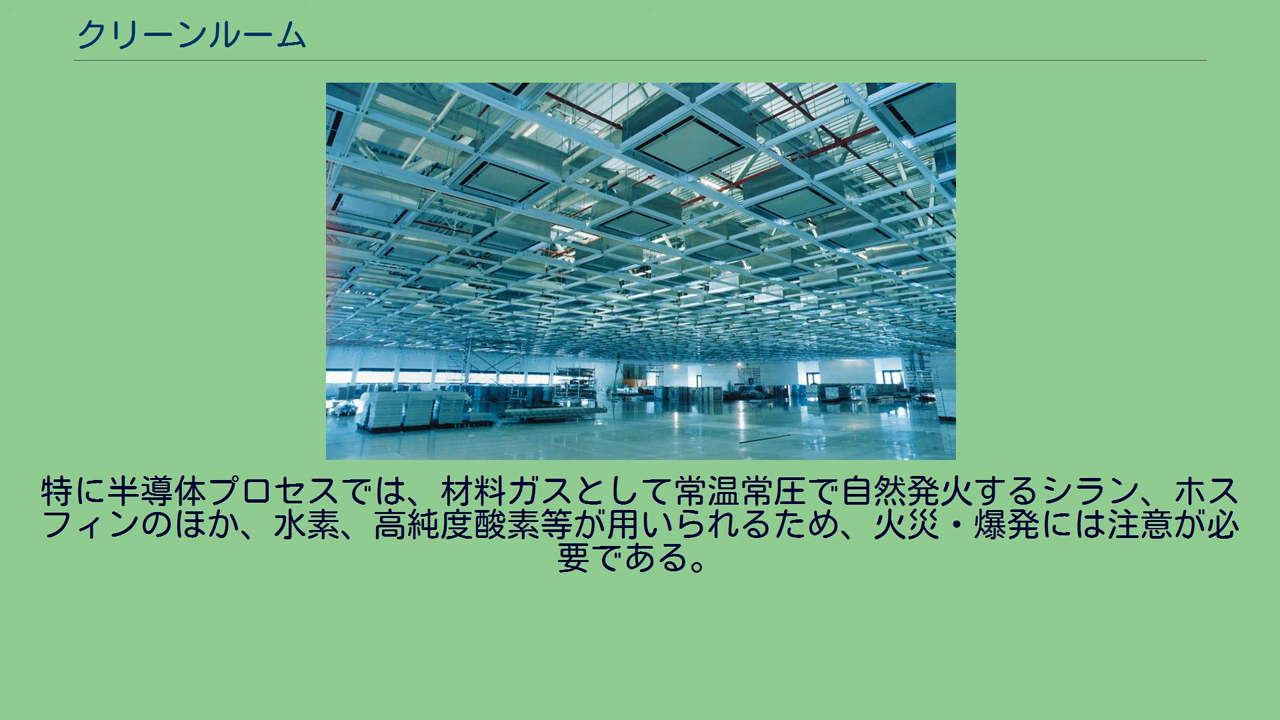 クリーンルーム
特に半導体プロセスでは、材料ガスとして常温常圧で自然発火するシラン、ホス
フィンのほか、水素、高純度酸素等が用いられるため、火災・爆発には注意が必
要である。